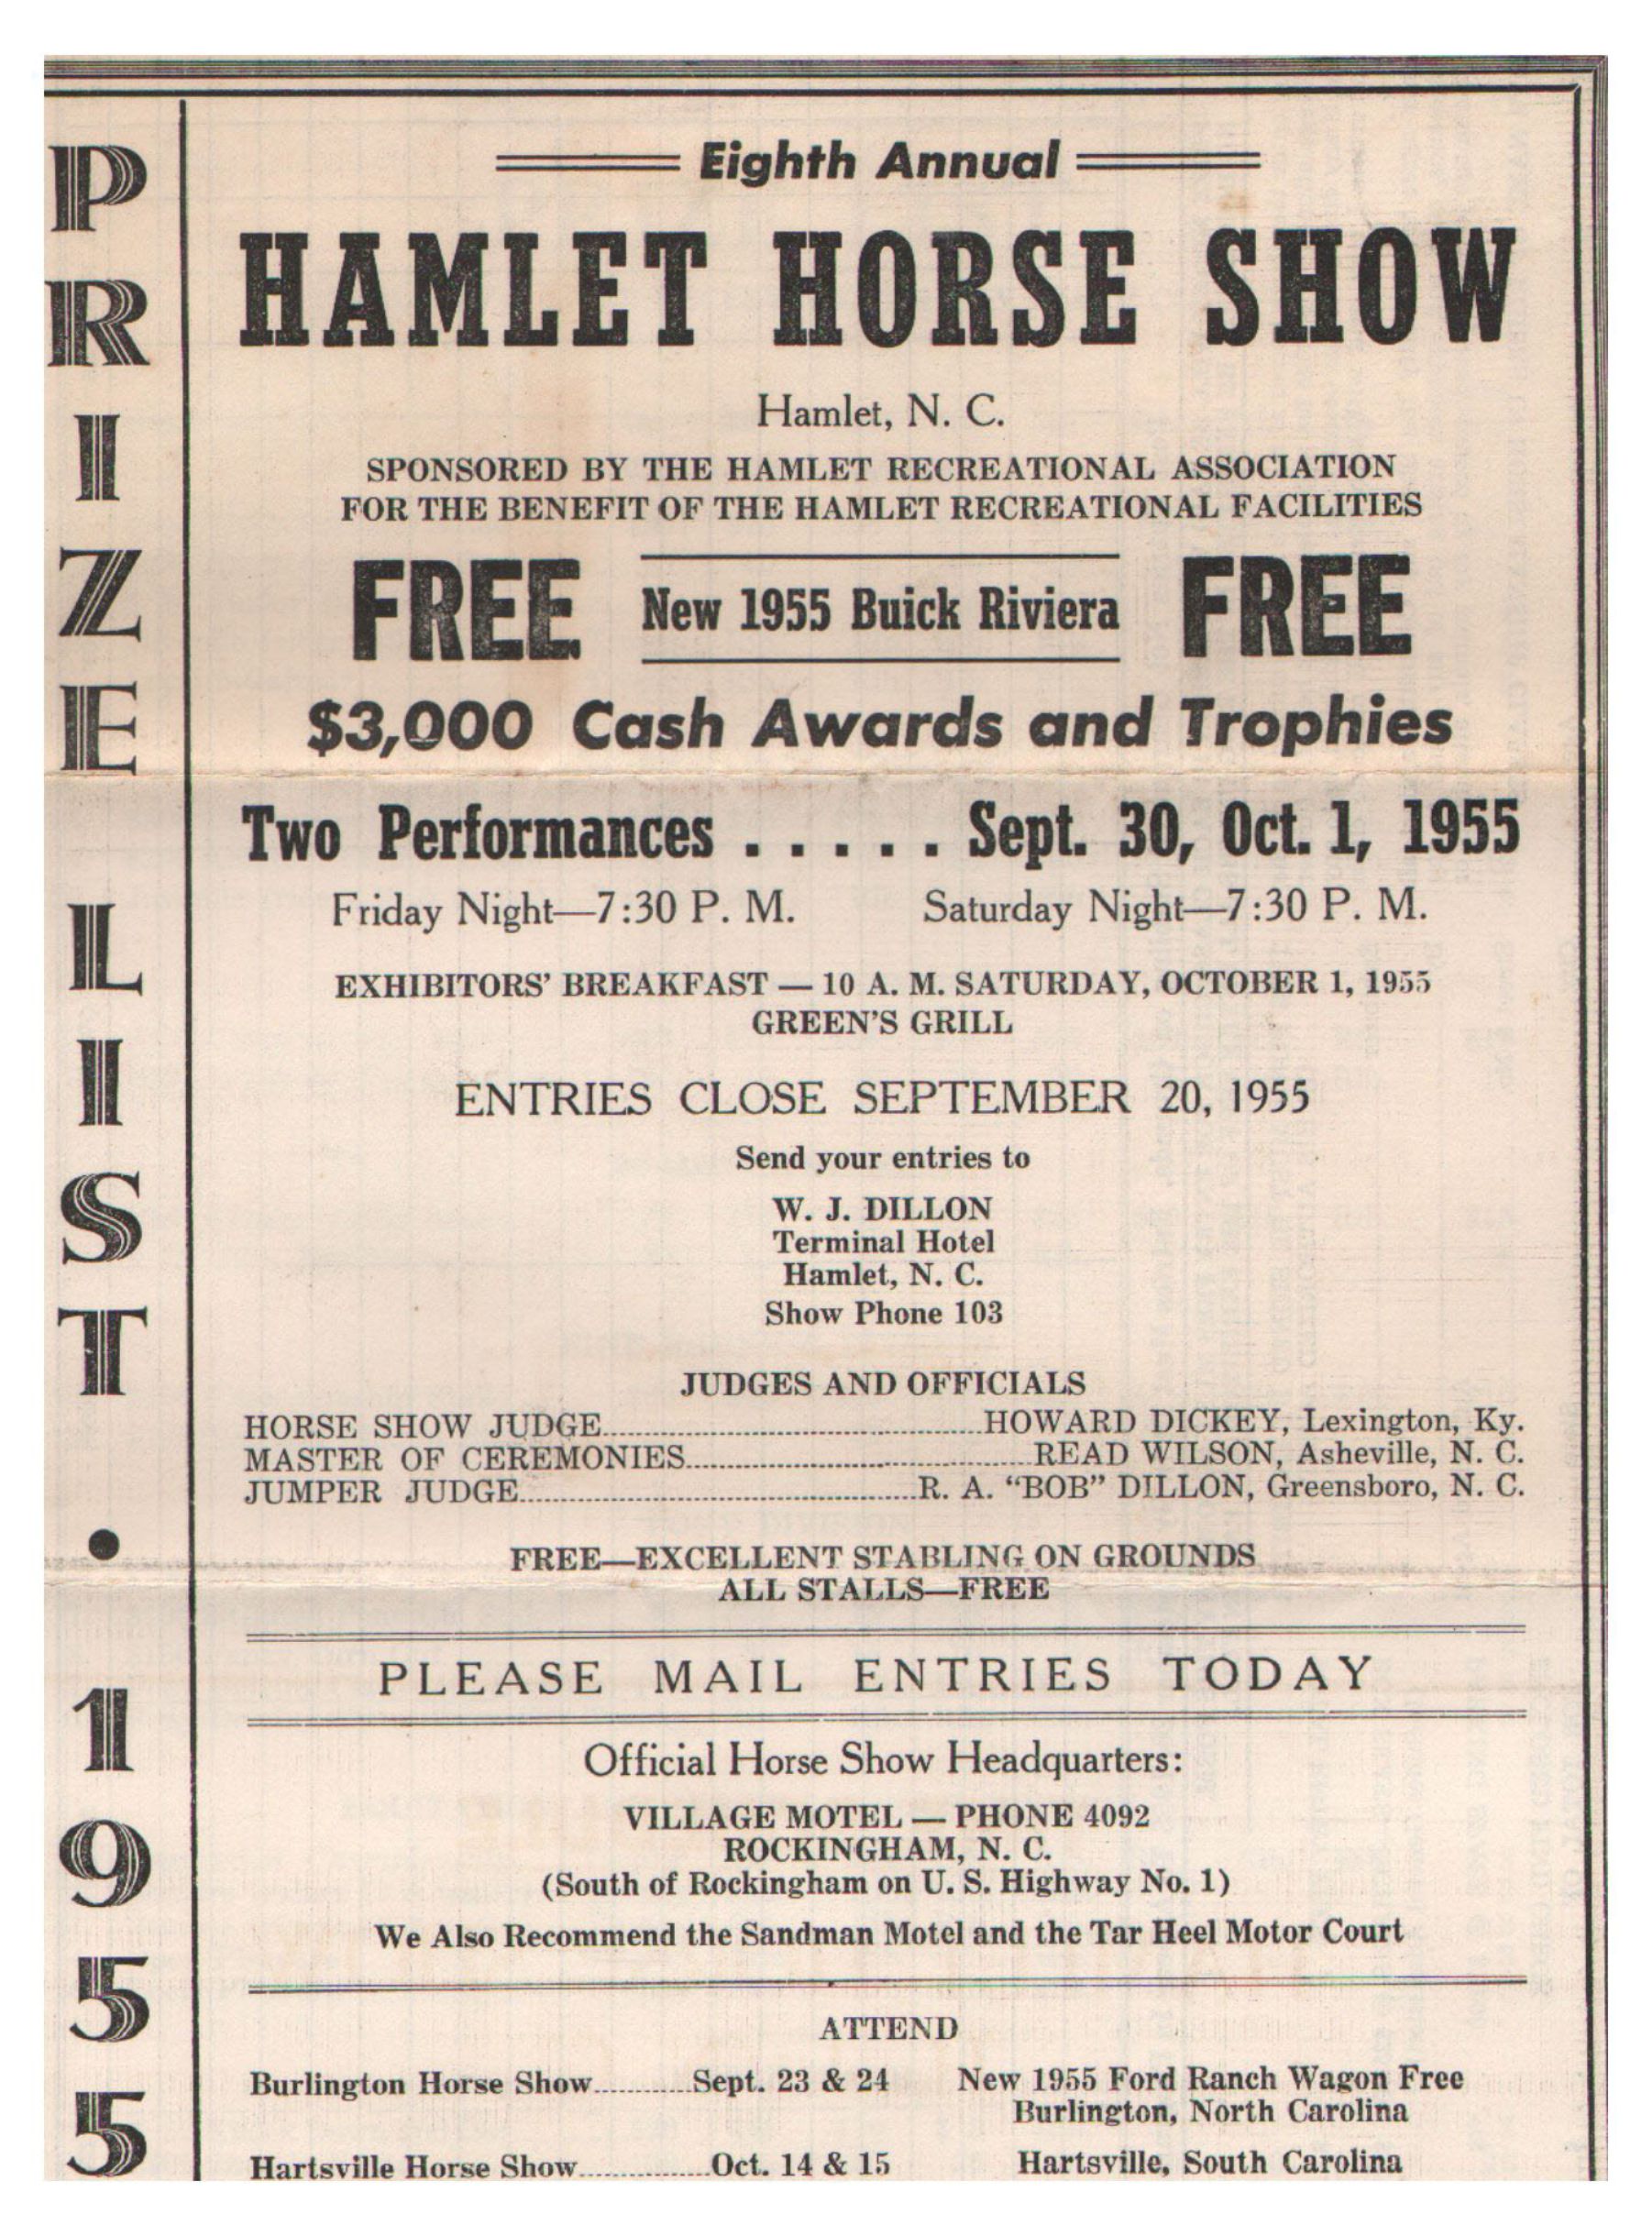 PRIZE LIST • 1955
Eighth Annual
HAMLET HORSE SHOW
Hamlet, N. C.
SPONSORED BY THE HAMLET RECREATIONAL ASSOCIATION
FOR THE BENEFIT OF THE HAMLET RECREATIONAL FACILITIES
FREE New 1955 Buick Riviera FREE
$3,000 Cash Awards and Trophies
Two Performances . . . . . Sept. 30, Oct. 1, 1955
Friday Night—7:30 P. M. Saturday Night—7:30 P. M.
EXHIBITORS' BREAKFAST — 10 A. M. SATURDAY, OCTOBER 1, 1955
GREEN'S GRILL
ENTRIES CLOSE SEPTEMBER 20, 1955
Send your entries to
W. J. DILLON
Terminal Hotel
Hamlet, N. C.
Show Phone 103
JUDGES AND OFFICIALS
HORSE SHOW JUDGE..........HOWARD DICKEY, Lexington, Ky.
MASTER OF CEREMONIES..........READ WILSON, Asheville, N. C.
JUMPER JUDGE..........R. A. "BOB" DILLON, Greensboro, N. C.
FREE—EXCELLENT STABLING ON GROUNDS
ALL STALLS—FREE
PLEASE MAIL ENTRIES TODAY
Official Horse Show Headquarters:
VILLAGE MOTEL — PHONE 4092
ROCKINGHAM, N. C.
(South of Rockingham on U. S. Highway No. 1)
We Also Recommend the Sandman Motel and the Tar Heel Motor Court
ATTEND
Burlington Horse Show..........Sept. 23 & 24 New 1955 Ford Ranch Wagon Free
Burlington, North Carolina
Hartsville Horse Show..........Oct. 14 & 15 Hartsville, South Carolina